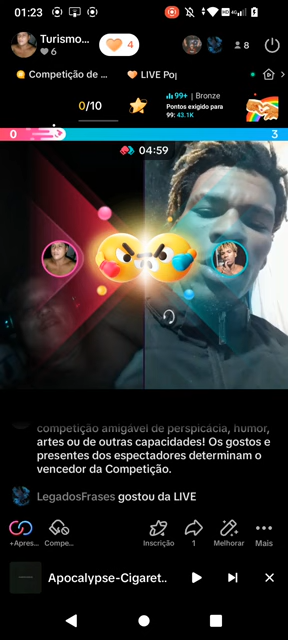 01:23
4G
Turismo...
6
4
8
Competição de ...
LIVE Pop
0/10
99+ | Bronze
Pontos exigido para
99: 43.1K
0
3
04:59
competição amigável de perspicácia, humor,
artes ou de outras capacidades! Os gostos e
presentes dos espectadores determinam o
vencedor da Competição.
LegadosFrases gostou da LIVE
+Apres...
Compe...
Inscrição
1
Melhorar
Mais
Apocalypse-Cigaret..